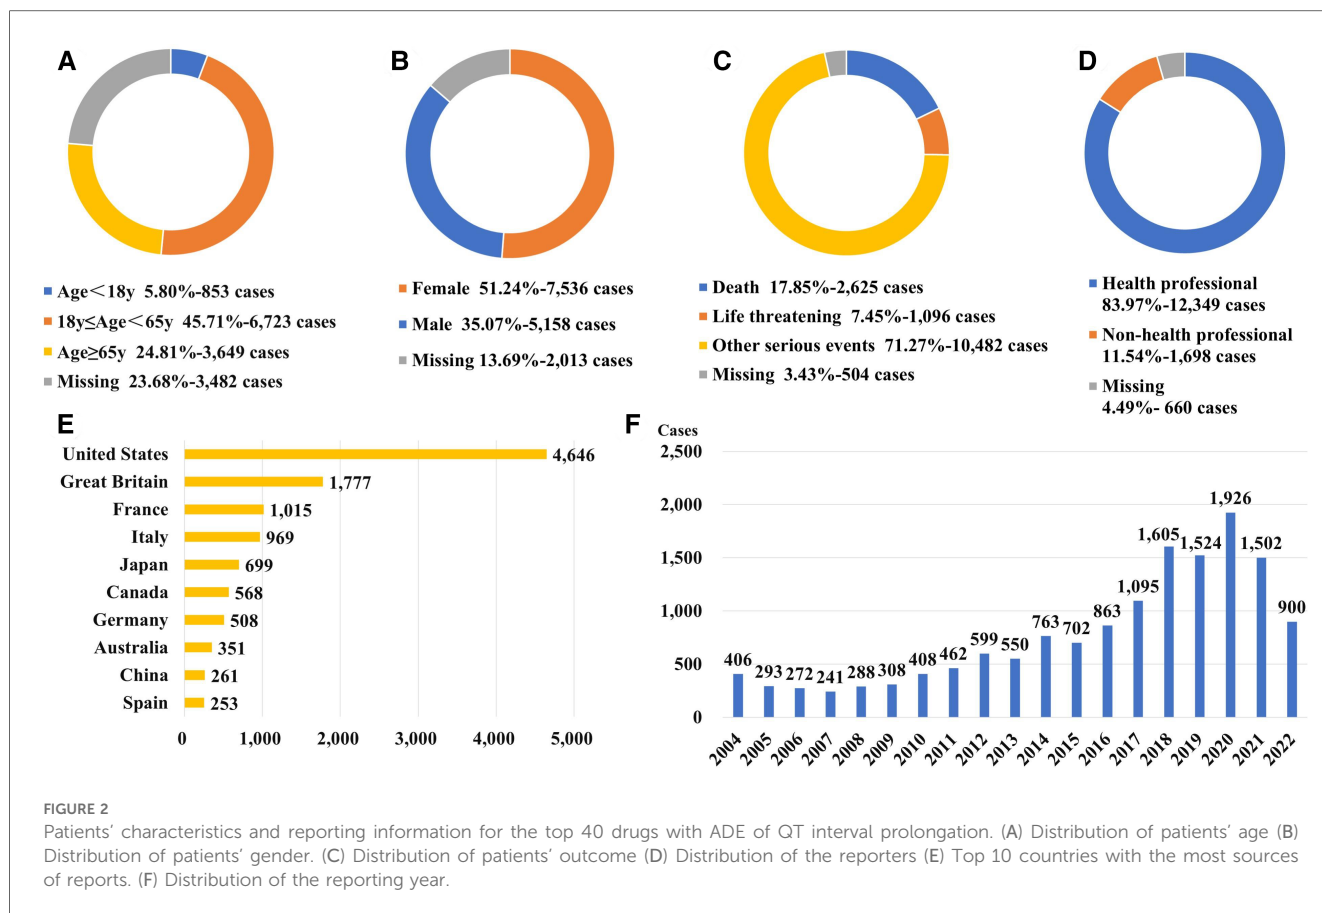 A
Age＜18y 5.80%-853 cases
18y≤Age＜65y 45.71%-6,723 cases
Age≥65y 24.81%-3,649 cases
Missing 23.68%-3,482 cases
B
Female 51.24%-7,536 cases
Male 35.07%-5,158 cases
Missing 13.69%-2,013 cases
C
Death 17.85%-2,625 cases
Life threatening 7.45%-1,096 cases
Other serious events 71.27%-10,482 cases
Missing 3.43%-504 cases
D
Health professional
83.97%-12,349 cases
Non-health professional
11.54%-1,698 cases
Missing
4.49%- 660 cases
E
United States 4,646
Great Britain 1,777
France 1,015
Italy 969
Japan 699
Canada 568
Germany 508
Australia 351
China 261
Spain 253
0 1,000 2,000 3,000 4,000 5,000
F
Cases
2,500
2,000
1,500
1,000
500
0
406 293 272 241 288 308 408 462 599 550 763 702 863 1,095 1,605 1,524 1,926 1,502 900
2004 2005 2006 2007 2008 2009 2010 2011 2012 2013 2014 2015 2016 2017 2018 2019 2020 2021 2022
FIGURE 2
Patients' characteristics and reporting information for the top 40 drugs with ADE of QT interval prolongation. (A) Distribution of patients' age (B)
Distribution of patients' gender. (C) Distribution of patients' outcome (D) Distribution of the reporters (E) Top 10 countries with the most sources
of reports. (F) Distribution of the reporting year.